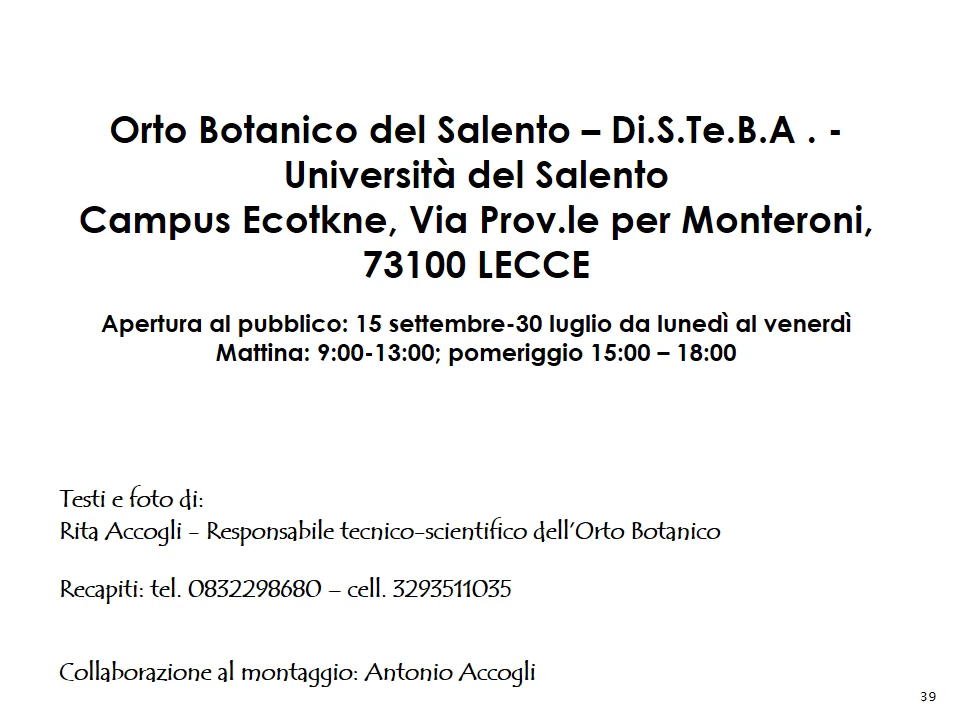 Orto Botanico del Salento – Di.S.Te.B.A . -
Università del Salento
Campus Ecotkne, Via Prov.le per Monteroni,
73100 LECCE
Apertura al pubblico: 15 settembre-30 luglio da lunedì al venerdì
Mattina: 9:00-13:00; pomeriggio 15:00 – 18:00
Testi e foto di:
Rita Accogli - Responsabile tecnico-scientifico dell'Orto Botanico
Recapiti: tel. 0832298680 – cell. 3293511035
Collaborazione al montaggio: Antonio Accogli
39